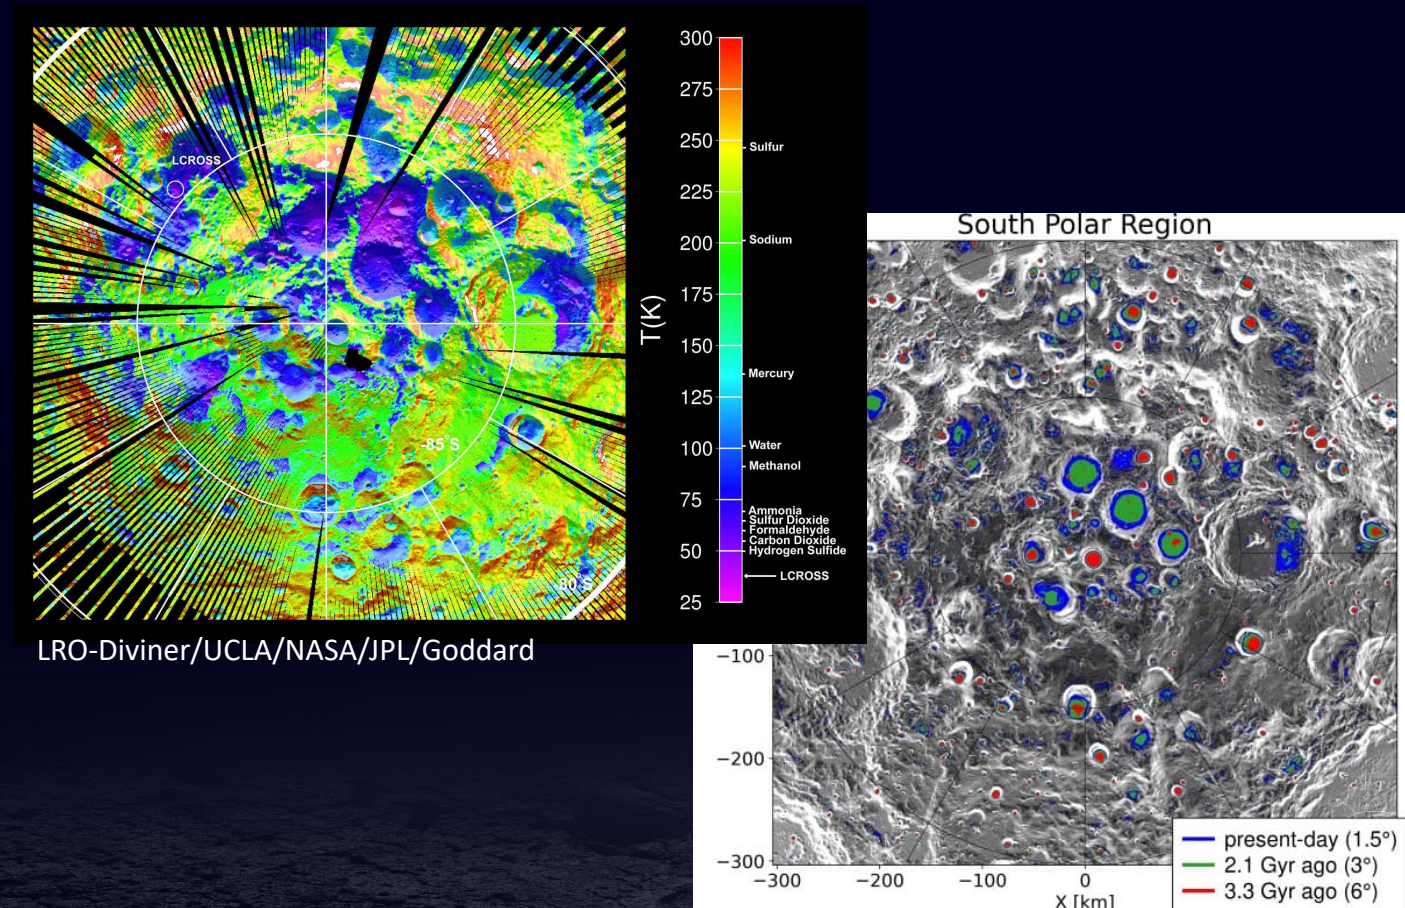 300
275
250
225
200
175
150
125
100
75
50
25
T(K)
Sulfur
Sodium
Mercury
Water
Methanol
Ammonia
Sulfur Dioxide
Formaldehyde
Carbon Dioxide
Hydrogen Sulfide
LCROSS
LCROSS
-85°S
-80°S
LRO-Diviner/UCLA/NASA/JPL/Goddard
South Polar Region
−100
−200
−300
−300
−200
−100
0
X [km]
present-day (1.5°)
2.1 Gyr ago (3°)
3.3 Gyr ago (6°)